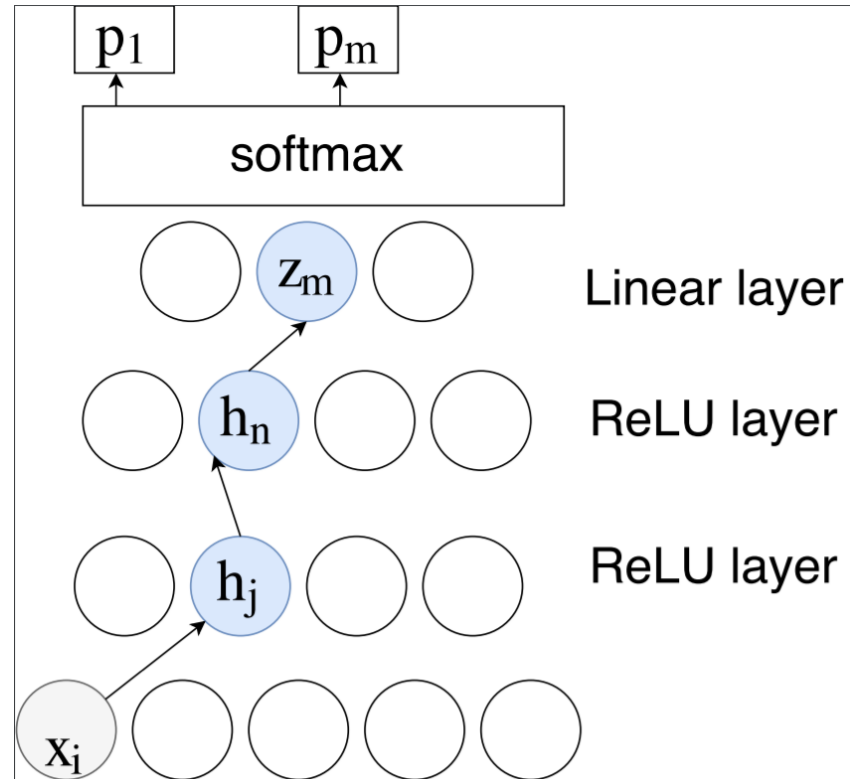 p1 pm
softmax
zm Linear layer
hn ReLU layer
hj ReLU layer
xi